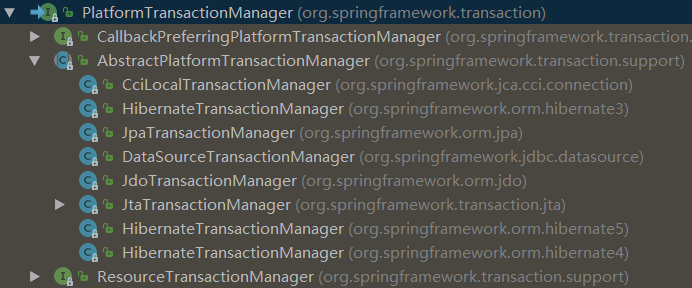 PlatformTransactionManager (org.springframework.transaction)
CallbackPreferringPlatformTransactionManager (org.springframework.transaction.
AbstractPlatformTransactionManager (org.springframework.transaction.support)
CciLocalTransactionManager (org.springframework.jca.cci.connection)
HibernateTransactionManager (org.springframework.orm.hibernate3)
JpaTransactionManager (org.springframework.orm.jpa)
DataSourceTransactionManager (org.springframework.jdbc.datasource)
JdoTransactionManager (org.springframework.orm.jdo)
JtaTransactionManager (org.springframework.transaction.jta)
HibernateTransactionManager (org.springframework.orm.hibernate5)
HibernateTransactionManager (org.springframework.orm.hibernate4)
ResourceTransactionManager (org.springframework.transaction.support)